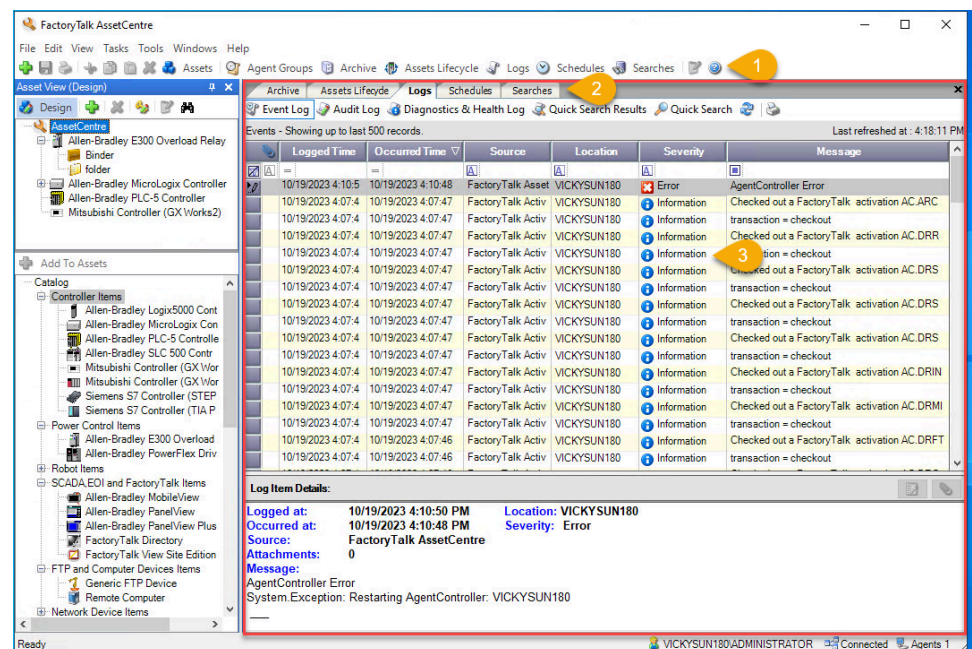 FactoryTalk AssetCentre
File Edit View Tasks Tools Windows Help
Assets Agent Groups Archive Assets Lifecycle Logs Schedules Searches
1
Asset View (Design)
Design
AssetCentre
Allen-Bradley E300 Overload Relay
Binder
folder
Allen-Bradley MicroLogix Controller
Allen-Bradley PLC-5 Controller
Mitsubishi Controller (GX Works2)
Add To Assets
Catalog
Controller Items
Allen-Bradley Logix5000 Cont
Allen-Bradley MicroLogix Con
Allen-Bradley PLC-5 Controlle
Allen-Bradley SLC 500 Contr
Mitsubishi Controller (GX Wor
Mitsubishi Controller (GX Wor
Siemens S7 Controller (STEP
Siemens S7 Controller (TIA P
Power Control Items
Allen-Bradley E300 Overload
Allen-Bradley PowerFlex Driv
Robot Items
SCADA,EOI and FactoryTalk Items
Allen-Bradley MobileView
Allen-Bradley PanelView
Allen-Bradley PanelView Plus
FactoryTalk Directory
FactoryTalk View Site Edition
FTP and Computer Devices Items
Generic FTP Device
Remote Computer
Network Device Items
Archive Assets Lifecycle Logs Schedules Searches
2
Event Log Audit Log Diagnostics & Health Log Quick Search Results Quick Search
Events - Showing up to last 500 records. Last refreshed at : 4:18:11 PM
Logged Time Occurred Time Source Location Severity Message
= = A A A
10/19/2023 4:10:5 10/19/2023 4:10:48 FactoryTalk Asset VICKYSUN180 Error AgentController Error
10/19/2023 4:07:4 10/19/2023 4:07:47 FactoryTalk Activ VICKYSUN180 Information Checked out a FactoryTalk activation AC.ARC
10/19/2023 4:07:4 10/19/2023 4:07:47 FactoryTalk Activ VICKYSUN180 Information transaction = checkout
10/19/2023 4:07:4 10/19/2023 4:07:47 FactoryTalk Activ VICKYSUN180 Information Checked out a FactoryTalk activation AC.DRR
10/19/2023 4:07:4 10/19/2023 4:07:47 FactoryTalk Activ VICKYSUN180 Information 3 = checkout
10/19/2023 4:07:4 10/19/2023 4:07:47 FactoryTalk Activ VICKYSUN180 Information Checked out a FactoryTalk activation AC.DRS
10/19/2023 4:07:4 10/19/2023 4:07:47 FactoryTalk Activ VICKYSUN180 Information transaction = checkout
10/19/2023 4:07:4 10/19/2023 4:07:47 FactoryTalk Activ VICKYSUN180 Information Checked out a FactoryTalk activation AC.DRS
10/19/2023 4:07:4 10/19/2023 4:07:47 FactoryTalk Activ VICKYSUN180 Information transaction = checkout
10/19/2023 4:07:4 10/19/2023 4:07:47 FactoryTalk Activ VICKYSUN180 Information Checked out a FactoryTalk activation AC.DRS
10/19/2023 4:07:4 10/19/2023 4:07:47 FactoryTalk Activ VICKYSUN180 Information transaction = checkout
10/19/2023 4:07:4 10/19/2023 4:07:47 FactoryTalk Activ VICKYSUN180 Information Checked out a FactoryTalk activation AC.DRIN
10/19/2023 4:07:4 10/19/2023 4:07:47 FactoryTalk Activ VICKYSUN180 Information transaction = checkout
10/19/2023 4:07:4 10/19/2023 4:07:47 FactoryTalk Activ VICKYSUN180 Information Checked out a FactoryTalk activation AC.DRMI
10/19/2023 4:07:4 10/19/2023 4:07:47 FactoryTalk Activ VICKYSUN180 Information transaction = checkout
10/19/2023 4:07:4 10/19/2023 4:07:46 FactoryTalk Activ VICKYSUN180 Information Checked out a FactoryTalk activation AC.DRFT
10/19/2023 4:07:4 10/19/2023 4:07:46 FactoryTalk Activ VICKYSUN180 Information transaction = checkout
Log Item Details:
Logged at: 10/19/2023 4:10:50 PM Location: VICKYSUN180
Occurred at: 10/19/2023 4:10:48 PM Severity: Error
Source: FactoryTalk AssetCentre
Attachments: 0
Message:
AgentController Error
System.Exception: Restarting AgentController: VICKYSUN180
Ready VICKYSUN180\ADMINISTRATOR Connected Agents 1